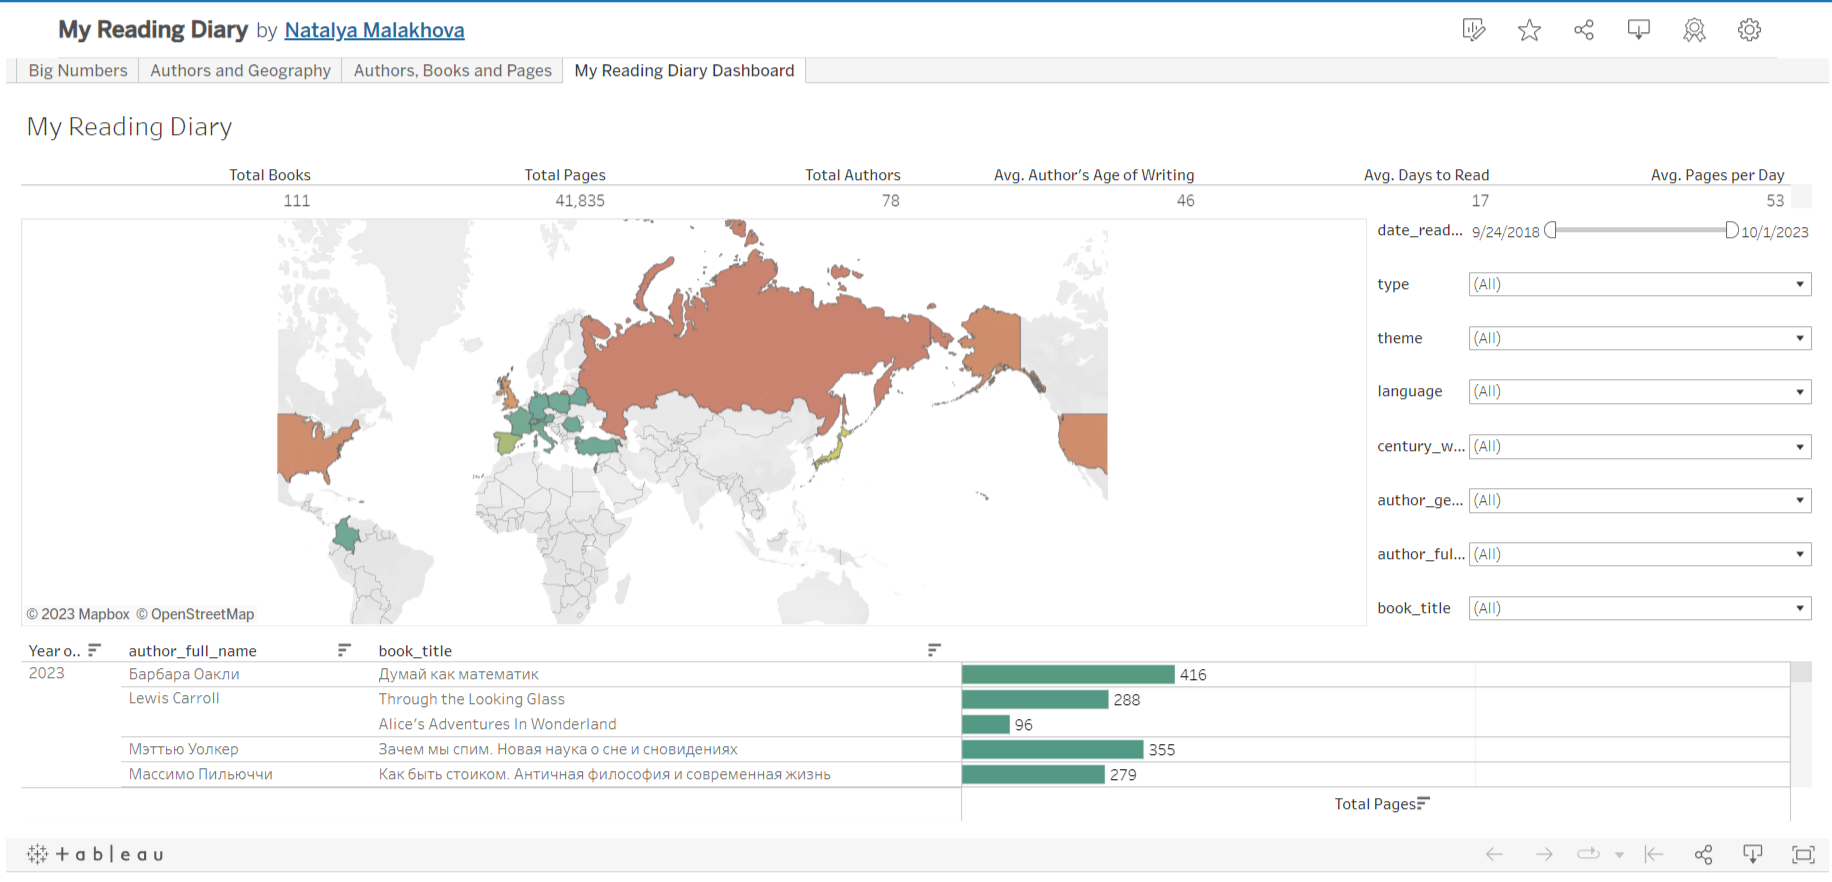 My Reading Diary by Natalya Malakhova
Big Numbers Authors and Geography Authors, Books and Pages My Reading Diary Dashboard
My Reading Diary
Total Books Total Pages Total Authors Avg. Author's Age of Writing Avg. Days to Read Avg. Pages per Day
111 41,835 78 46 17 53
date_read... 9/24/2018 10/1/2023
type (All)
theme (All)
language (All)
century_w... (All)
author_ge... (All)
author_ful... (All)
book_title (All)
© 2023 Mapbox © OpenStreetMap
Year o.. author_full_name book_title
2023 Барбара Оакли Думай как математик 416
Lewis Carroll Through the Looking Glass 288
Alice's Adventures In Wonderland 96
Мэттью Уолкер Зачем мы спим. Новая наука о сне и сновидениях 355
Массимо Пильюччи Как быть стоиком. Античная философия и современная жизнь 279
Total Pages
+ableau